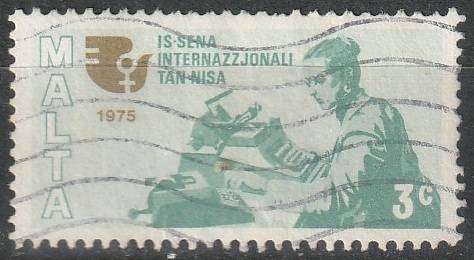 MALTA
IS-SENA
INTERNAZZJONALI
TAN-NISA
1975
3c